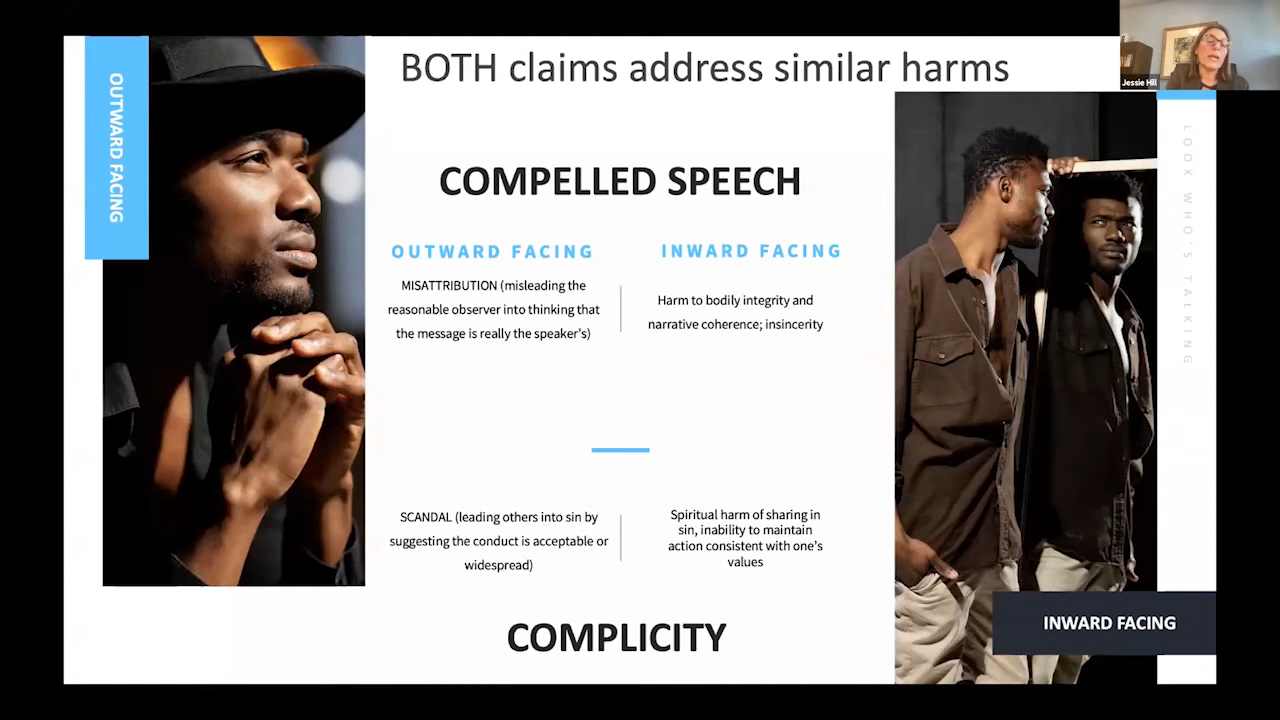 BOTH claims address similar harms
Jessie Hill
OUTWARD FACING
COMPELLED SPEECH
OUTWARD FACING
MISATTRIBUTION (misleading the
reasonable observer into thinking that
the message is really the speaker's)
INWARD FACING
Harm to bodily integrity and
narrative coherence; insincerity
SCANDAL (leading others into sin by
suggesting the conduct is acceptable or
widespread)
Spiritual harm of sharing in
sin, inability to maintain
action consistent with one's
values
COMPLICITY
LOOK WHO'S TALKING
INWARD FACING